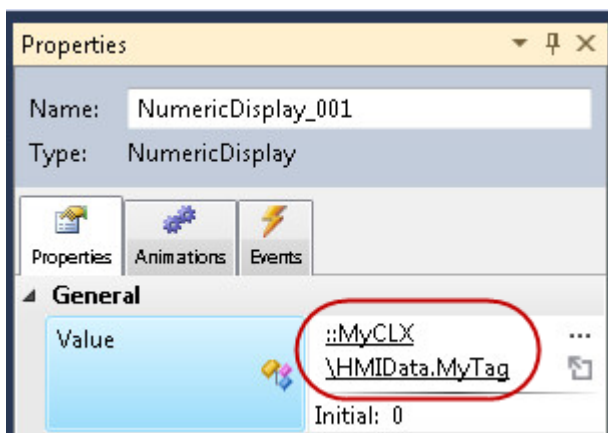 Properties
Name: NumericDisplay_001
Type: NumericDisplay
Properties Animations Events
General
Value ::MyCLX ...
\HMIData.MyTag
Initial: 0